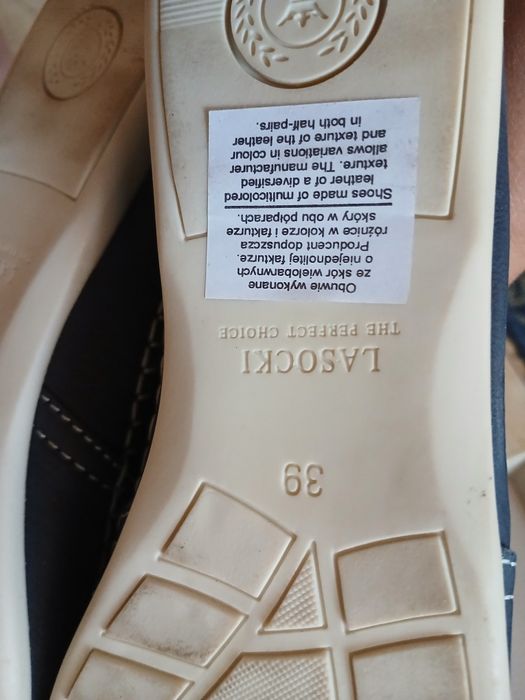 39
LASOCKI
THE PERFECT CHOICE
Obuwie wykonane
ze skór wielobarwnych.
o niejednolitej fakturze.
Producent dopuszcza
różnice w kolorze i fakturze
skóry w obu półparach.
Shoes made of multicolored
leather of a diversified
texture. The manufacturer
allows variations in colour
and texture of the leather
in both half-pairs.